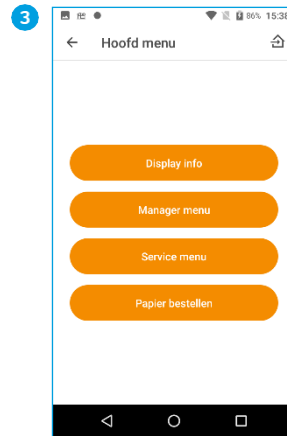 3
86% 15:38
Hoofd menu
Display info
Manager menu
Service menu
Papier bestellen